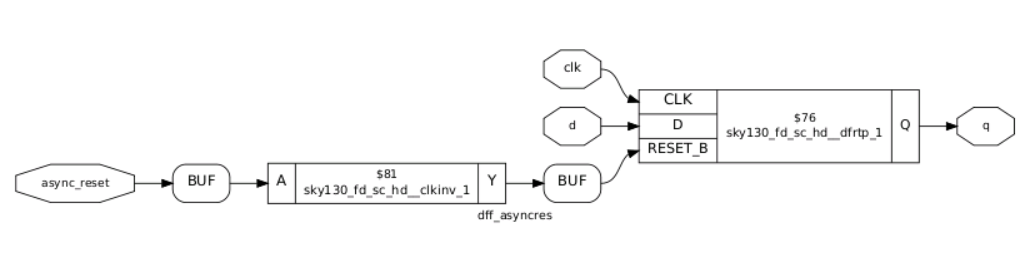 clk
CLK
d
D
$76
sky130_fd_sc_hd__dfrtp_1
Q
q
RESET_B
async_reset
BUF
A
$81
sky130_fd_sc_hd__clkinv_1
Y
BUF
dff_asyncres